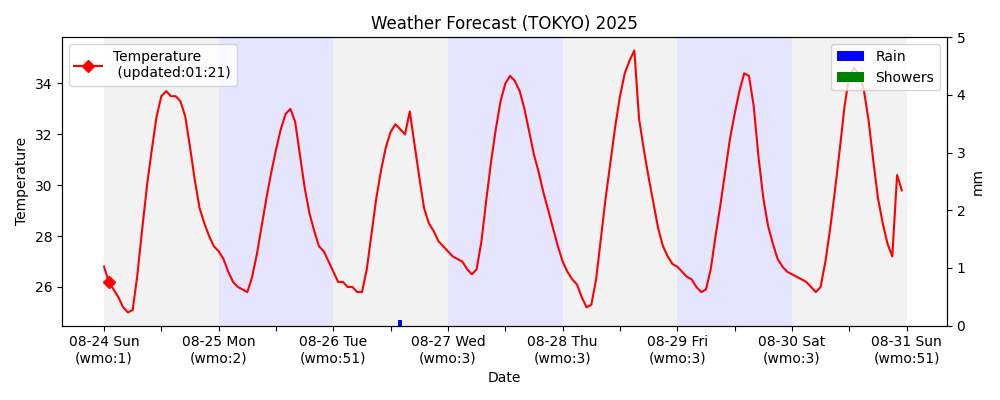 Weather Forecast (TOKYO) 2025
Temperature
(updated:01:21)
Rain
Showers
Temperature
34
32
30
28
26
5
4
3
2
1
0
mm
08-24 Sun
(wmo:1)
08-25 Mon
(wmo:2)
08-26 Tue
(wmo:51)
08-27 Wed
(wmo:3)
08-28 Thu
(wmo:3)
08-29 Fri
(wmo:3)
08-30 Sat
(wmo:3)
08-31 Sun
(wmo:51)
Date